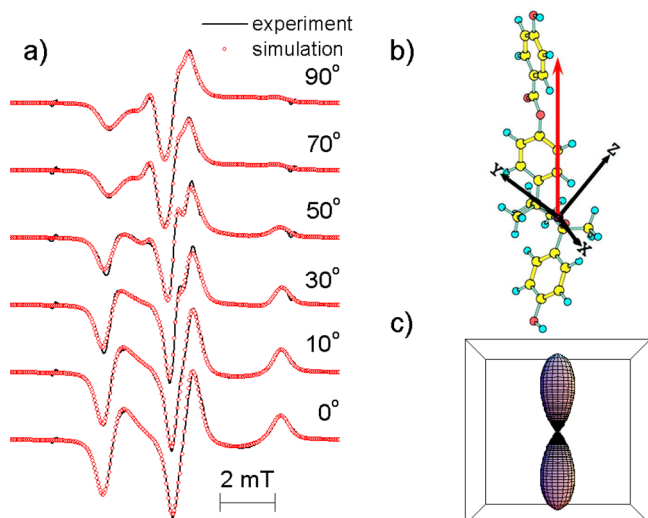 experiment
simulation
a)
90°
70°
50°
30°
10°
0°
2 mT
b)
Y
Z
X
c)